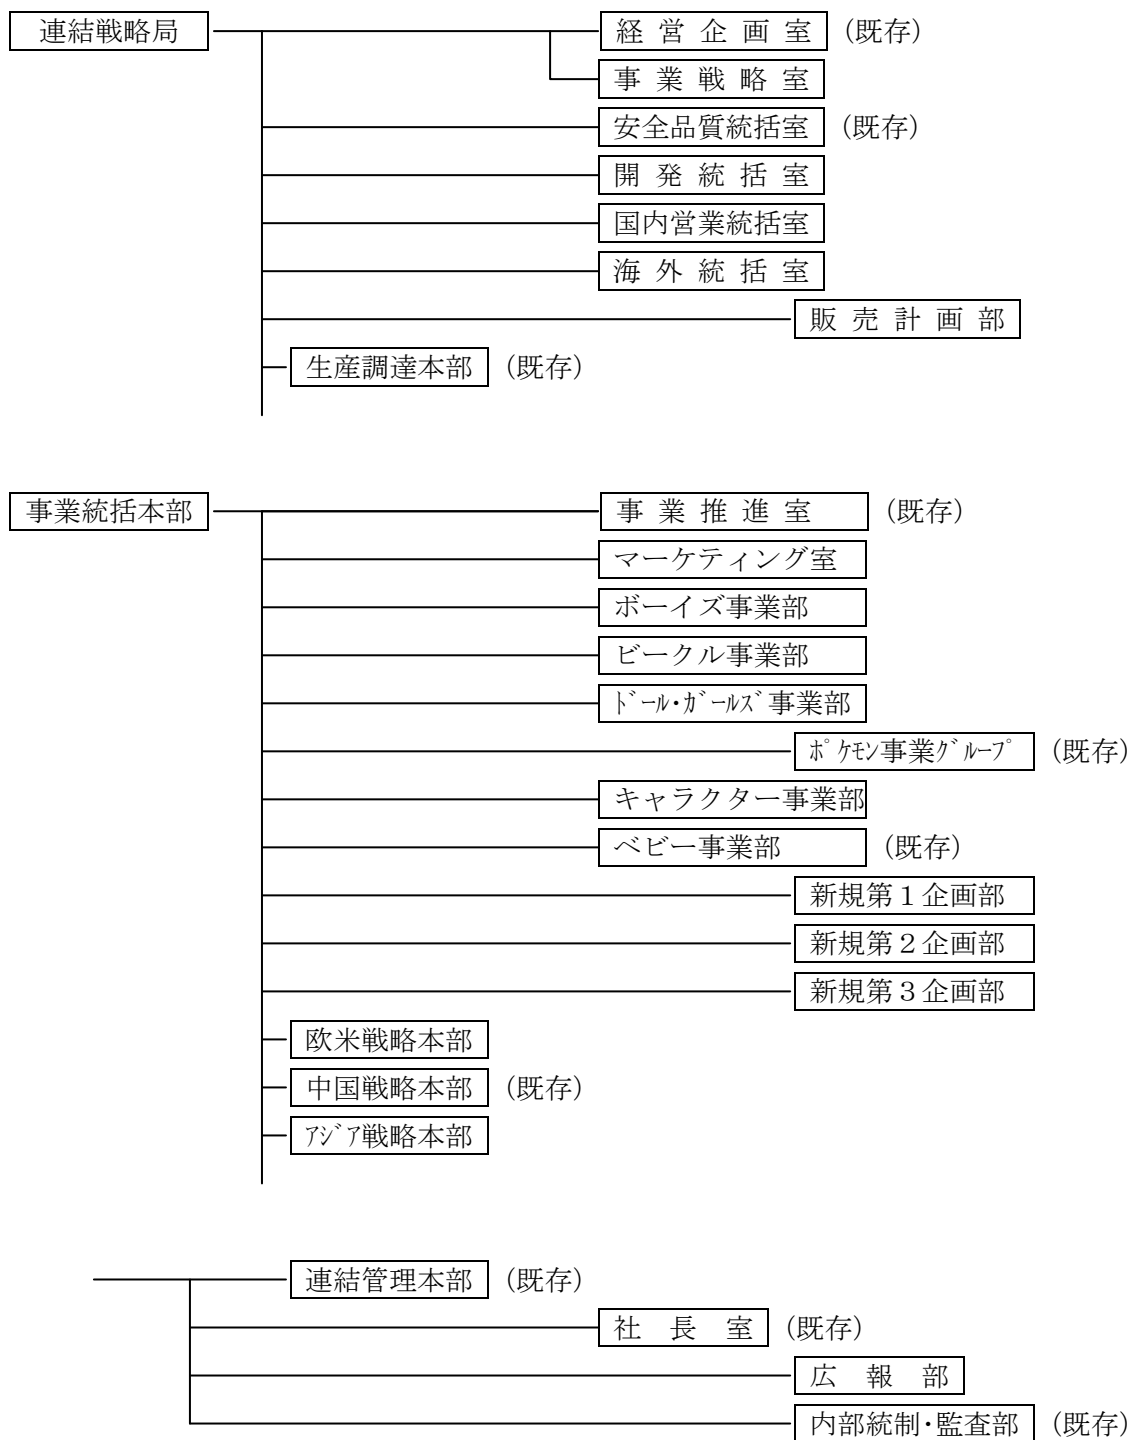 連結戦略局 経営企画室 (既存)
事業戦略室
安全品質統括室 (既存)
開発統括室
国内営業統括室
海外統括室
販売計画部
生産調達本部 (既存)
事業統括本部 事業推進室 (既存)
マーケティング室
ボーイズ事業部
ビークル事業部
ﾄﾞｰﾙ･ｶﾞｰﾙｽﾞ事業部
ﾎﾟｹﾓﾝ事業ｸﾞﾙｰﾌﾟ (既存)
キャラクター事業部
ベビー事業部 (既存)
新規第１企画部
新規第２企画部
新規第３企画部
欧米戦略本部
中国戦略本部 (既存)
ｱｼﾞｱ戦略本部
連結管理本部 (既存)
社長室 (既存)
広報部
内部統制･監査部 (既存)